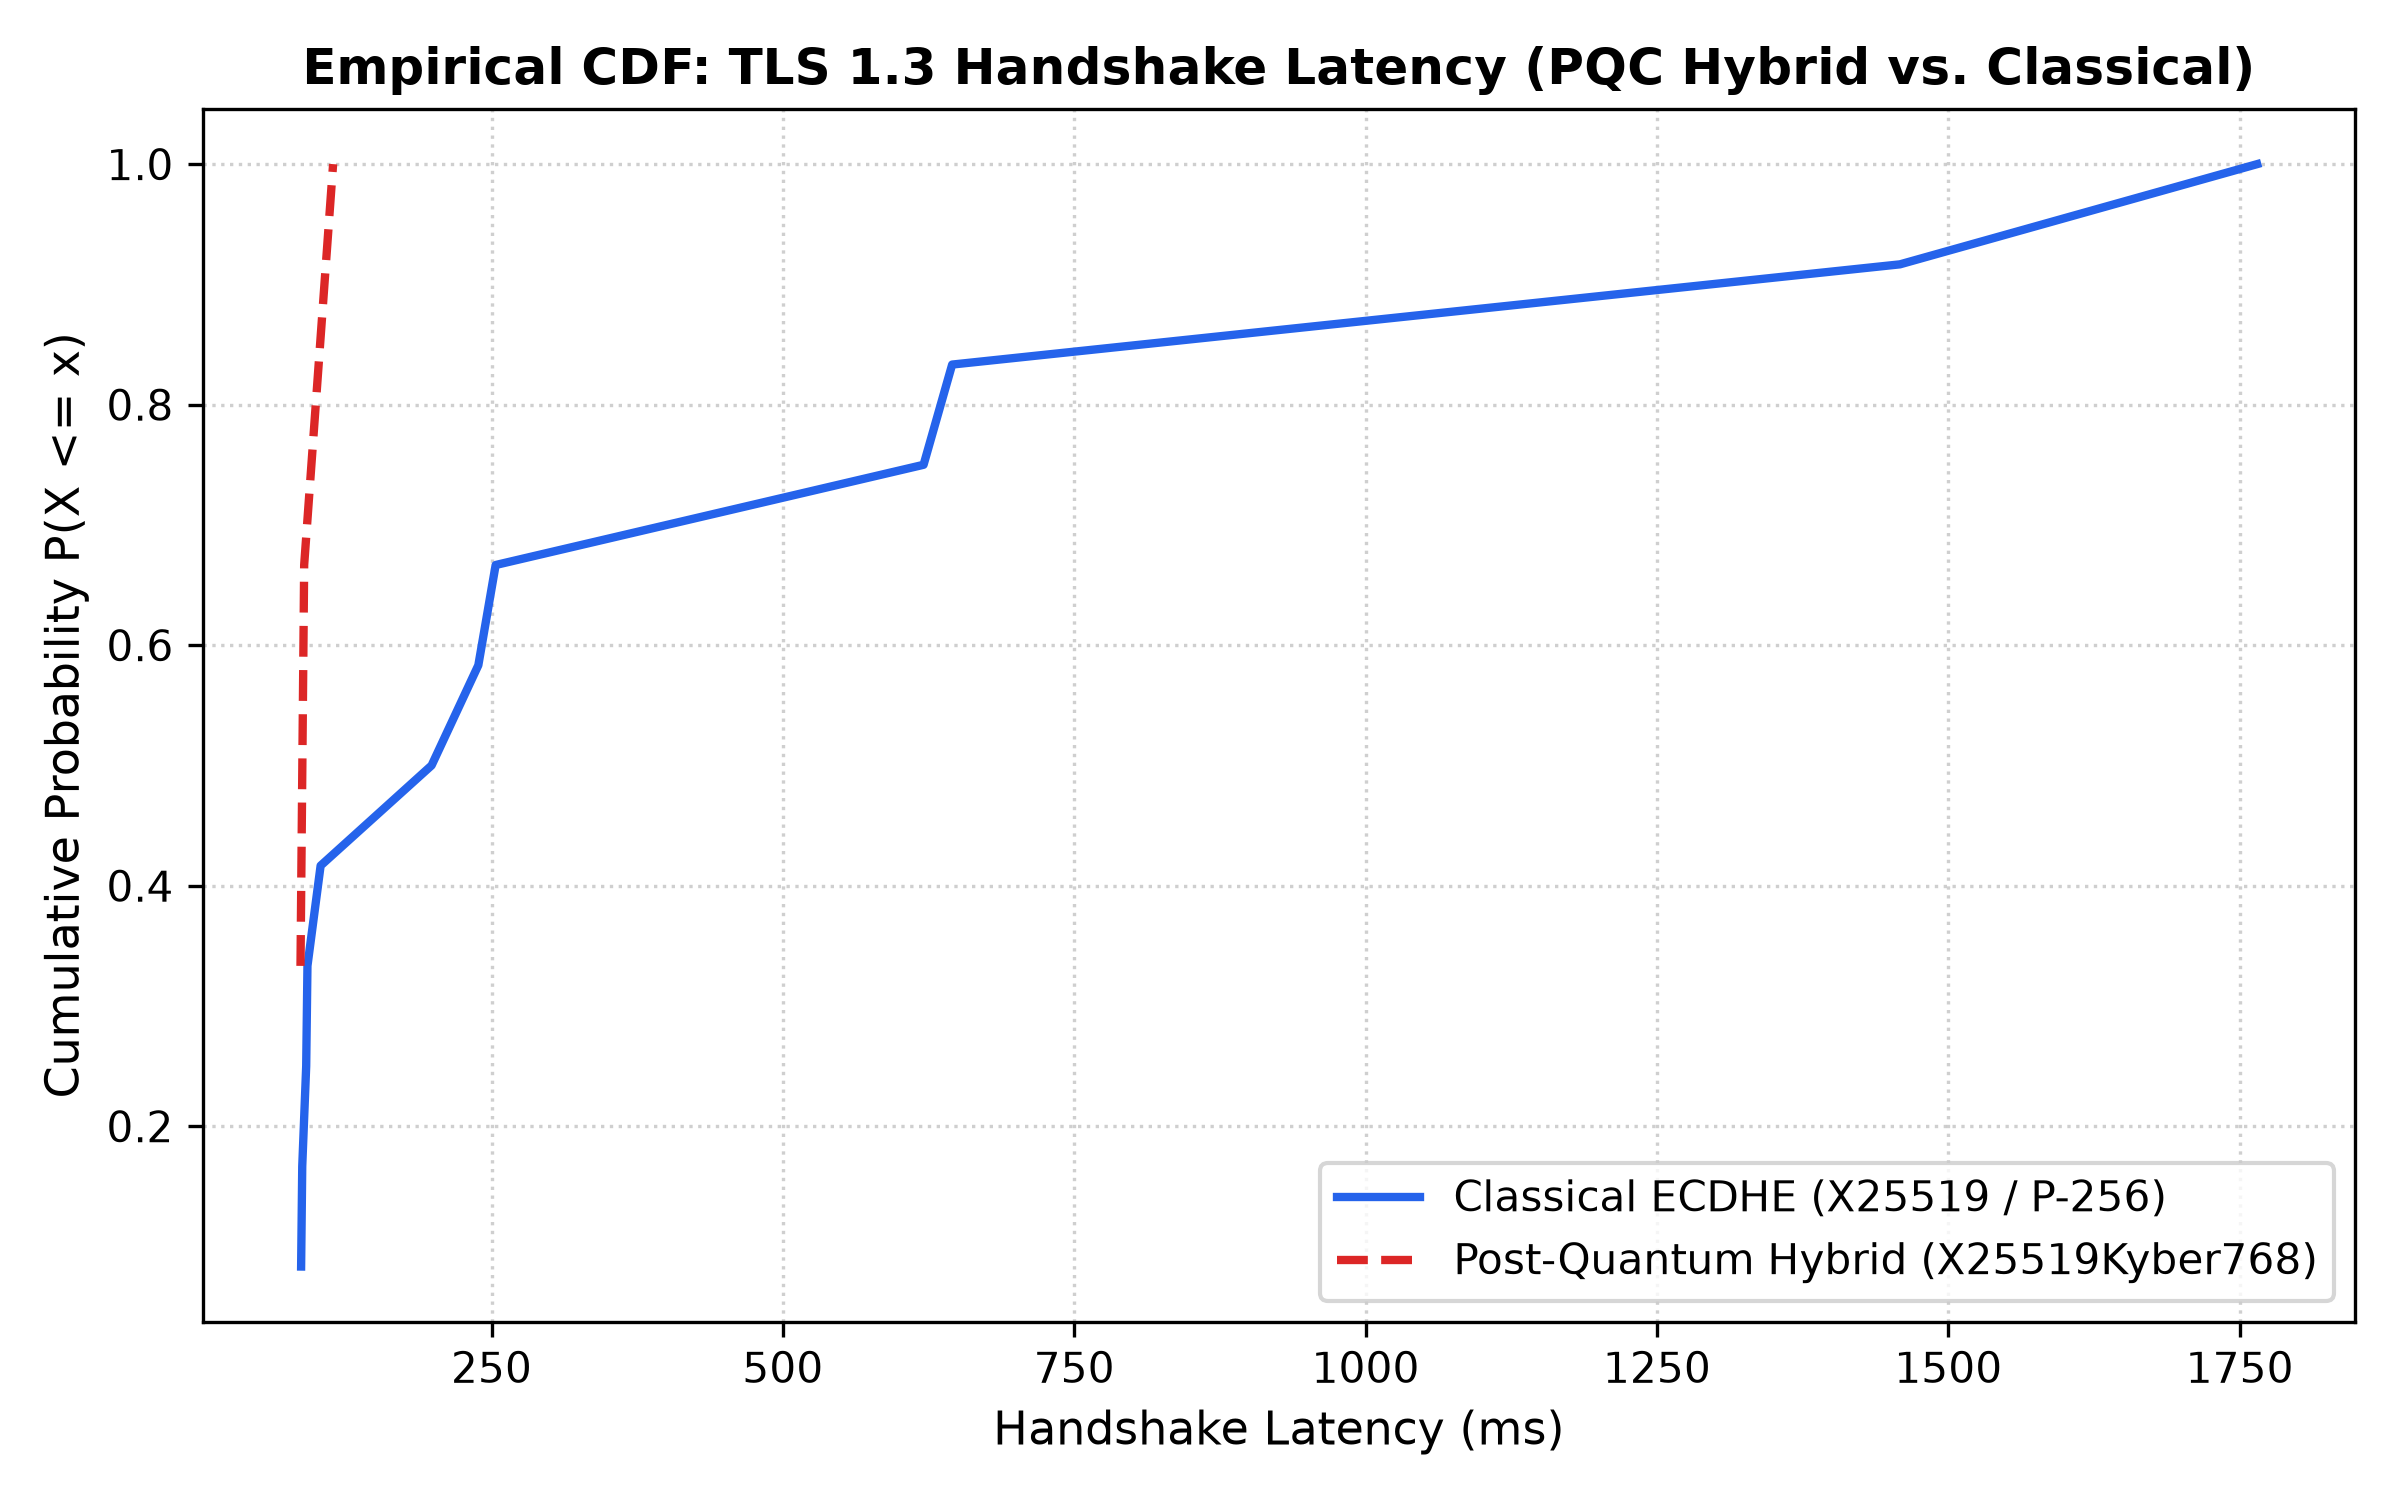 Empirical CDF: TLS 1.3 Handshake Latency (PQC Hybrid vs. Classical)
Cumulative Probability P(X <= x)
1.0
0.8
0.6
0.4
0.2
Classical ECDHE (X25519 / P-256)
Post-Quantum Hybrid (X25519Kyber768)
250 500 750 1000 1250 1500 1750
Handshake Latency (ms)